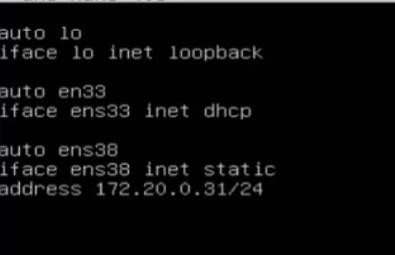 auto lo
iface lo inet loopback
auto en33
iface ens33 inet dhcp
auto ens38
iface ens38 inet static
address 172.20.0.31/24